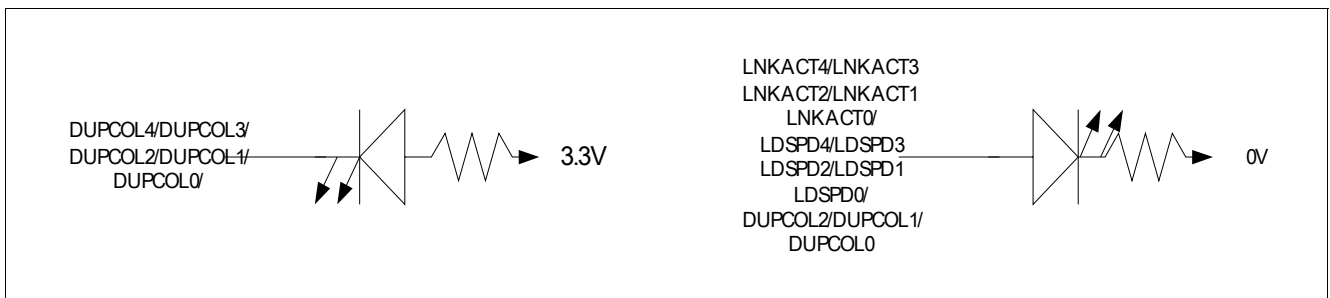 DUPCOL4/DUPCOL3/
DUPCOL2/DUPCOL1/
DUPCOL0/
3.3V
LNKACT4/LNKACT3
LNKACT2/LNKACT1
LNKACT0/
LDSPD4/LDSPD3
LDSPD2/LDSPD1
LDSPD0/
DUPCOL2/DUPCOL1/
DUPCOL0
0V